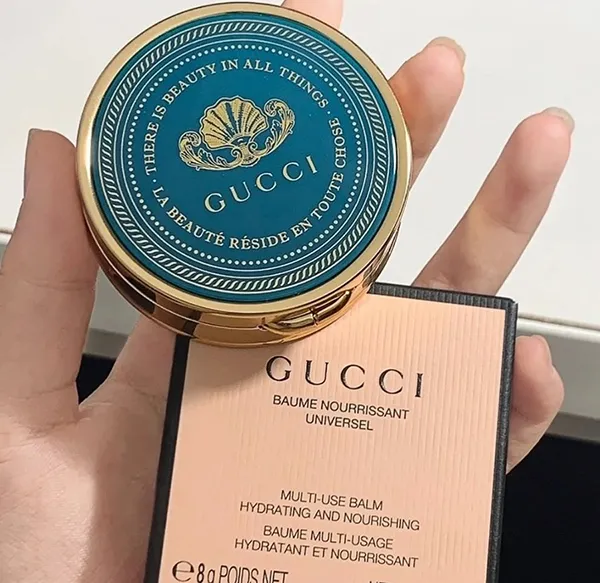 THERE IS BEAUTY IN ALL THINGS.
GUCCI
LA BEAUTÉ RÉSIDE EN TOUTE CHOSE.
GUCCI
BAUME NOURRISSANT
UNIVERSEL
MULTI-USE BALM
HYDRATING AND NOURISHING
BAUME MULTI-USAGE
HYDRATANT ET NOURRISSANT
℮8g POIDS NET